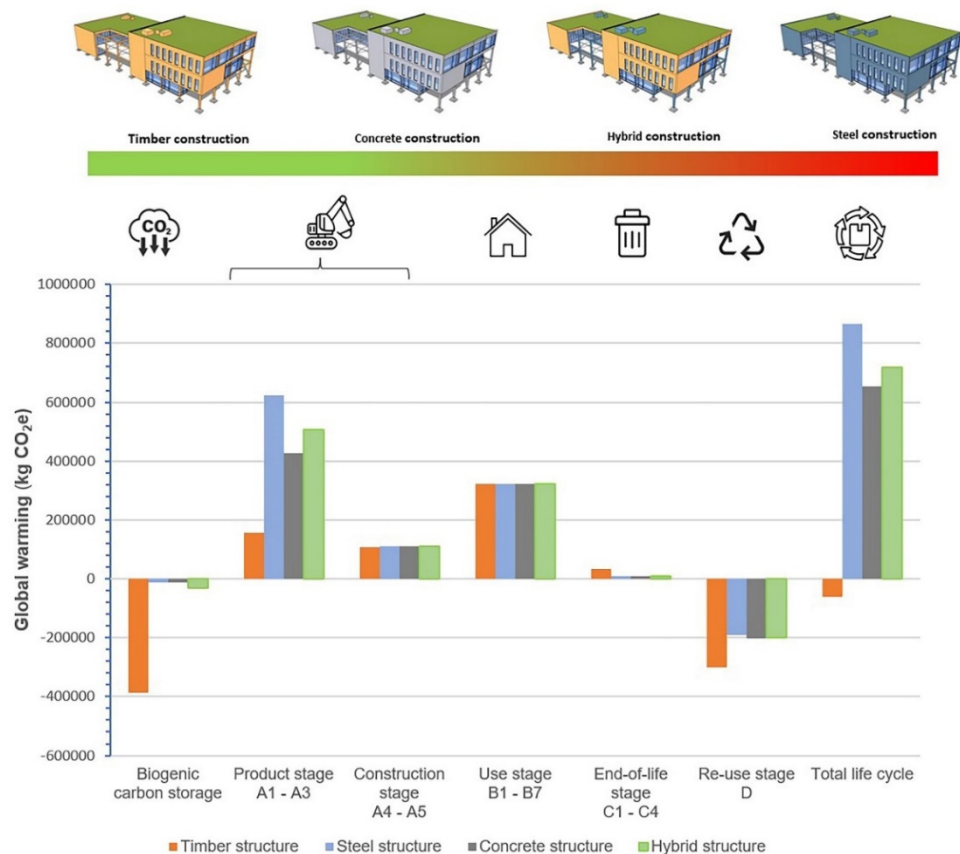 Timber construction
Concrete construction
Hybrid construction
Steel construction
CO₂
1000000
800000
600000
400000
200000
0
-200000
-400000
-600000
Global warming (kg CO₂e)
Biogenic
carbon storage
Product stage
A1 - A3
Construction
stage
A4 – A5
Use stage
B1 - B7
End-of-life
stage
C1 - C4
Re-use stage
D
Total life cycle
Timber structure
Steel structure
Concrete structure
Hybrid structure